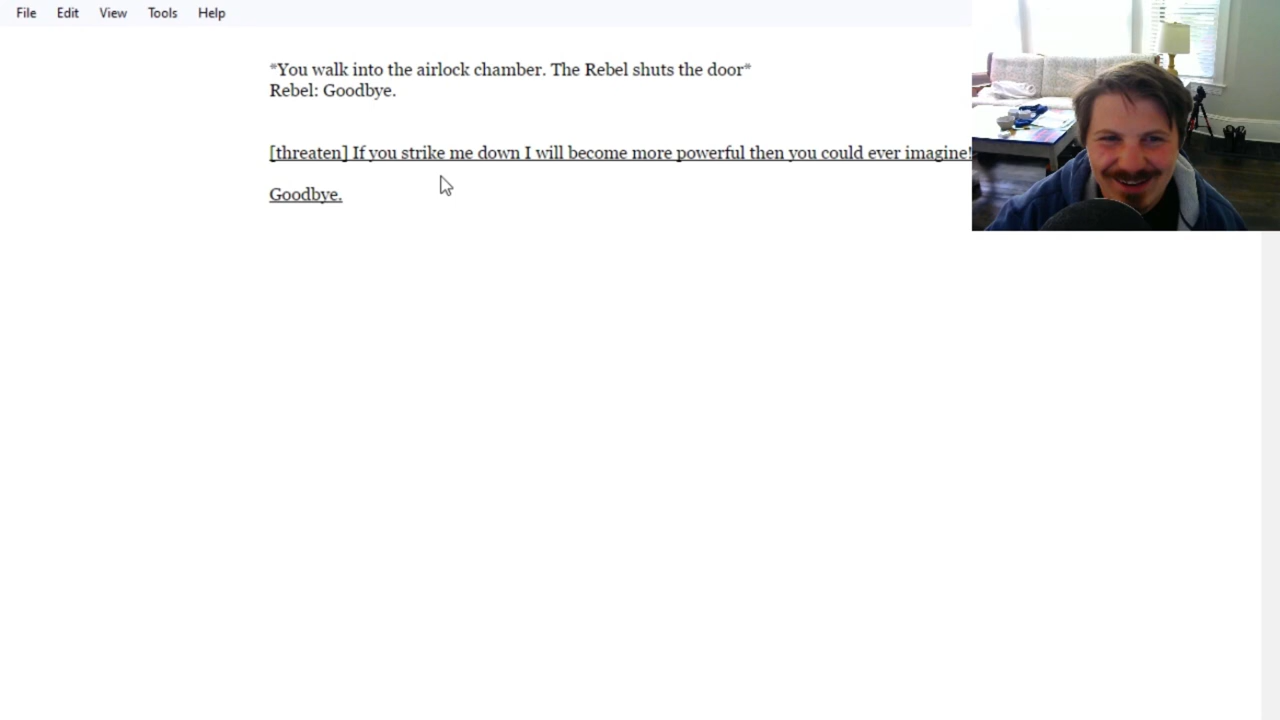 File Edit View Tools Help
*You walk into the airlock chamber. The Rebel shuts the door*
Rebel: Goodbye.
[threaten] If you strike me down I will become more powerful then you could ever imagine!
Goodbye.